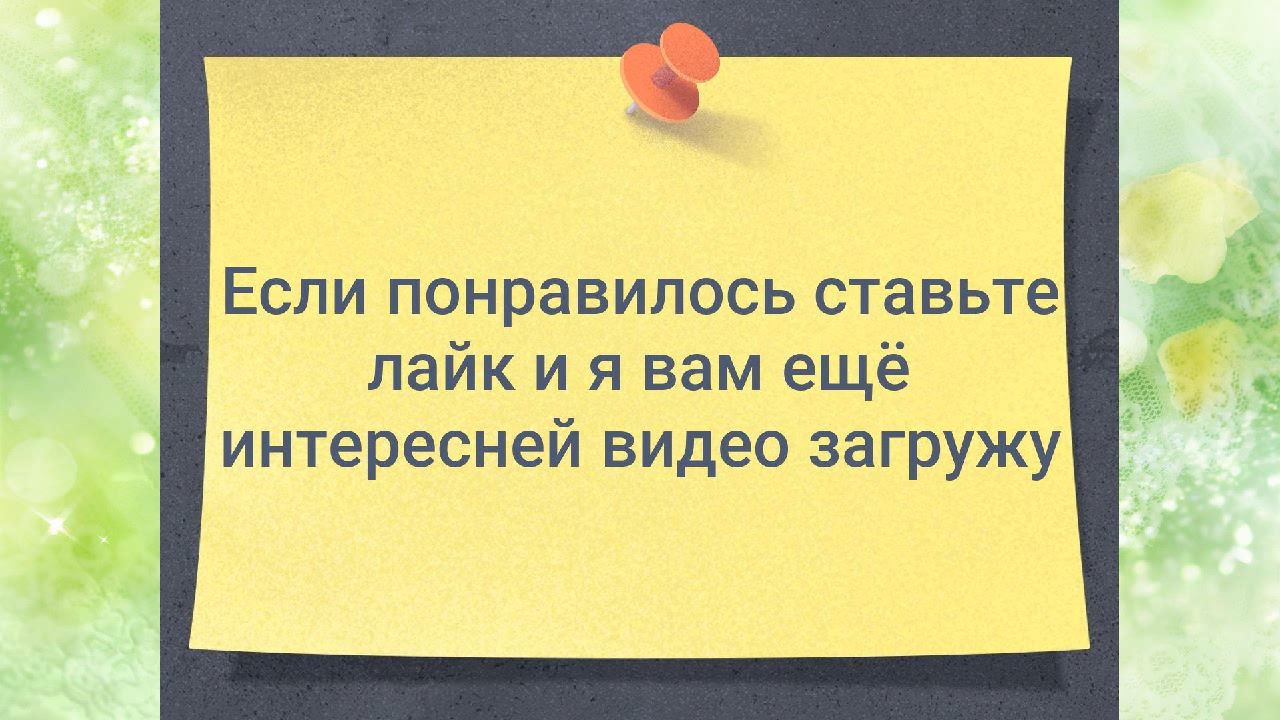 Если понравилось ставьте
лайк и я вам ещё
интересней видео загружу